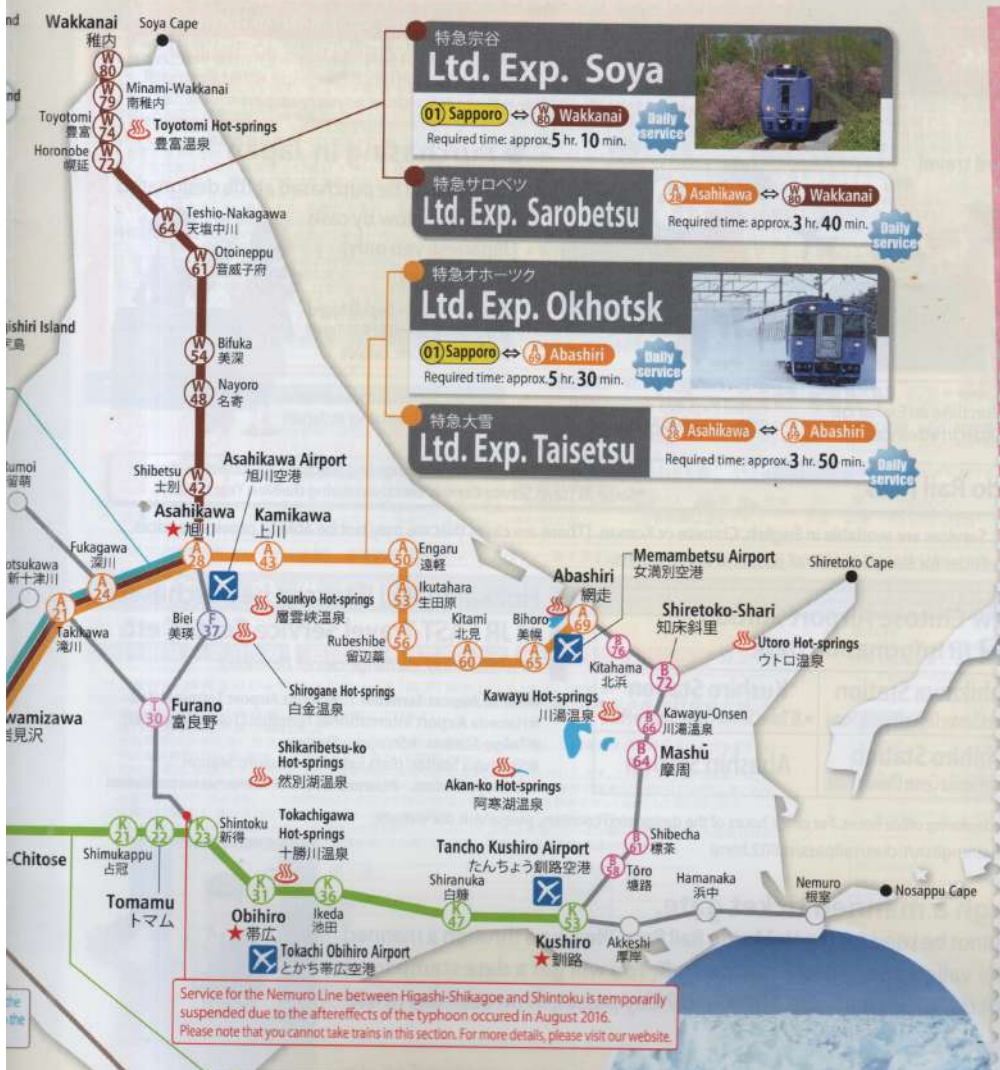 Wakkanai
稚内
Soya Cape
W
80
W
79
Minami-Wakkanai
南稚内
Toyotomi
豊富
W
74
Toyotomi Hot-springs
豊富温泉
Horonobe
幌延
W
72
W
64
Teshio-Nakagawa
天塩中川
W
61
Otoineppu
音威子府
W
54
Bifuka
美深
W
48
Nayoro
名寄
Shibetsu
士別
W
42
特急宗谷
Ltd. Exp. Soya
01 Sapporo ⇔ W 80 Wakkanai
Required time: approx. 5 hr. 10 min.
Daily
service
特急サロベツ
Ltd. Exp. Sarobetsu
A 28 Asahikawa ⇔ W 80 Wakkanai
Required time: approx. 3 hr. 40 min.
Daily
service
特急オホーツク
Ltd. Exp. Okhotsk
01 Sapporo ⇔ A 69 Abashiri
Required time: approx. 5 hr. 30 min.
Daily
service
特急大雪
Ltd. Exp. Taisetsu
A 28 Asahikawa ⇔ A 69 Abashiri
Required time: approx. 3 hr. 50 min.
Daily
service
gishiri Island
umoi
留萌
Asahikawa Airport
旭川空港
Asahikawa
★旭川
A
28
Kamikawa
上川
A
43
Fukagawa
深川
A
24
otsukawa
新十津川
A
21
Takikawa
滝川
Biei
美瑛
F
37
Sounkyo Hot-springs
層雲峡温泉
Shirogane Hot-springs
白金温泉
wamizawa
岩見沢
T
30
Furano
富良野
A
50
Engaru
遠軽
A
53
Ikutahara
生田原
Rubeshibe
留辺蘂
A
56
Kitami
北見
A
60
Bihoro
美幌
A
65
Abashiri
網走
A
69
Memambetsu Airport
女満別空港
Shiretoko Cape
Shiretoko-Shari
知床斜里
B
76
Kitahama
北浜
B
72
Utoro Hot-springs
ウトロ温泉
Kawayu Hot-springs
川湯温泉
B
66
Kawayu-Onsen
川湯温泉
B
64
Mashū
摩周
Akan-ko Hot-springs
阿寒湖温泉
Shikaribetsu-ko
Hot-springs
然別湖温泉
Tokachigawa
Hot-springs
十勝川温泉
Tancho Kushiro Airport
たんちょう釧路空港
B
61
Shibecha
標茶
B
58
Tōro
塘路
-Chitose
K
21
Shimukappu
占冠
K
22
Tomamu
トマム
K
23
Shintoku
新得
K
31
Obihiro
★帯広
K
36
Ikeda
池田
Tokachi Obihiro Airport
とかち帯広空港
Shiranuka
白糠
K
47
K
53
Kushiro
★釧路
Akkeshi
厚岸
Hamanaka
浜中
Nemuro
根室
Nosappu Cape
Service for the Nemuro Line between Higashi-Shikagoe and Shintoku is temporarily
suspended due to the aftereffects of the typhoon occured in August 2016.
Please note that you cannot take trains in this section. For more details, please visit our website.